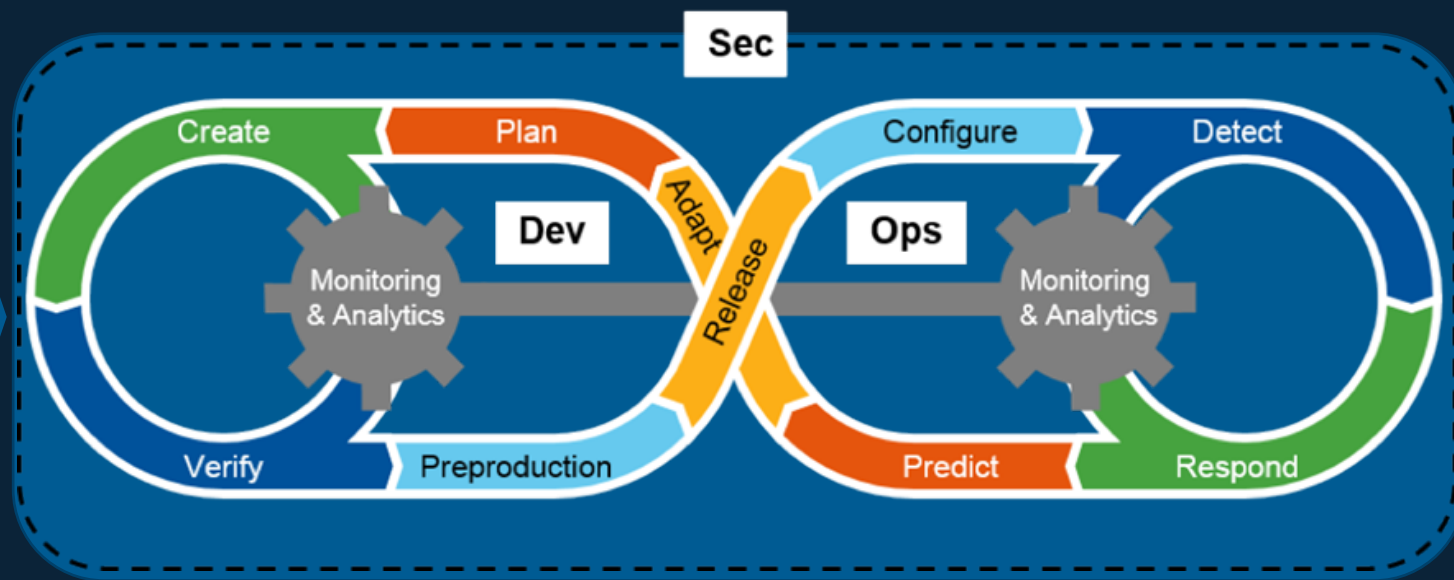 Sec
Create
Plan
Configure
Detect
Adapt
Dev
Ops
Release
Monitoring
& Analytics
Monitoring
& Analytics
Verify
Preproduction
Predict
Respond